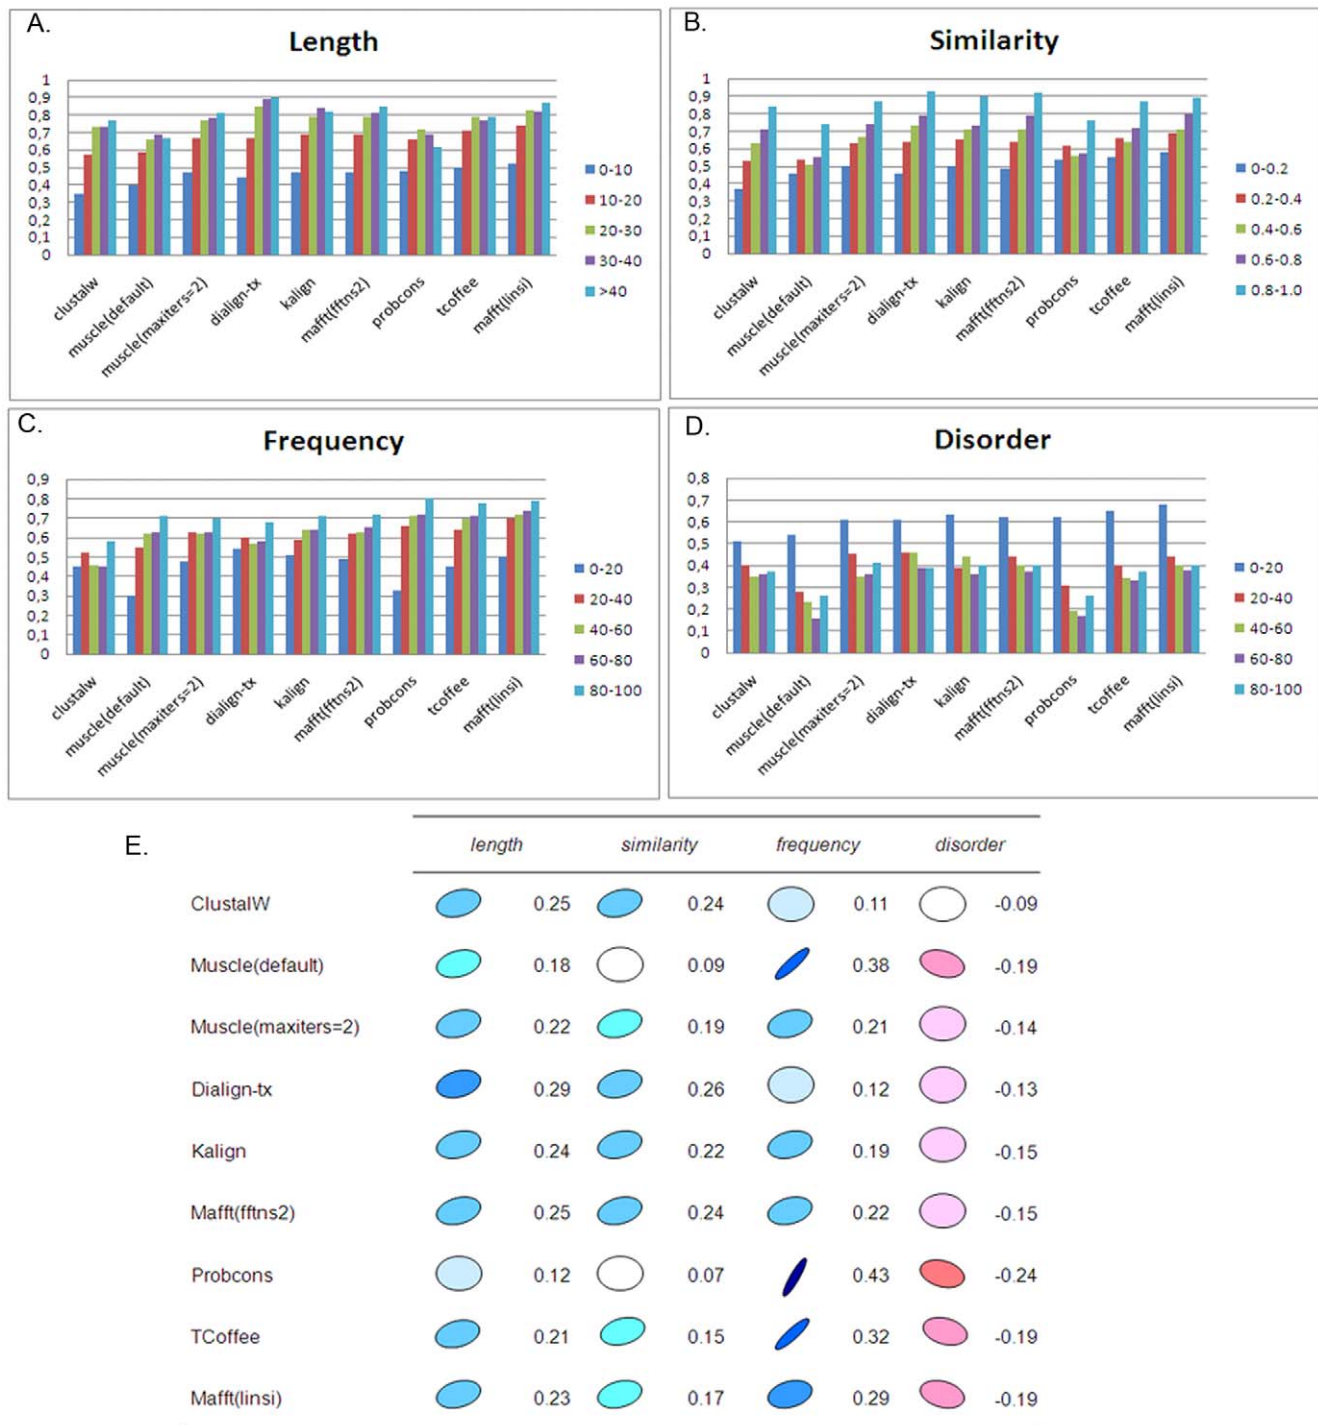 A.
Length
1
0,9
0,8
0,7
0,6
0,5
0,4
0,3
0,2
0,1
0
clustalw
muscle(default)
muscle(maxiters=2)
dialign-tx
kalign
mafft(fftns2)
probcons
tcoffee
mafft(linsi)
0-10
10-20
20-30
30-40
>40
B.
Similarity
1
0,9
0,8
0,7
0,6
0,5
0,4
0,3
0,2
0,1
0
clustalw
muscle(default)
muscle(maxiters=2)
dialign-tx
kalign
mafft(fftns2)
probcons
tcoffee
mafft(linsi)
0-0.2
0.2-0.4
0.4-0.6
0.6-0.8
0.8-1.0
C.
Frequency
0,9
0,8
0,7
0,6
0,5
0,4
0,3
0,2
0,1
0
clustalw
muscle(default)
muscle(maxiters=2)
dialign-tx
kalign
mafft(fftns2)
probcons
tcoffee
mafft(linsi)
0-20
20-40
40-60
60-80
80-100
D.
Disorder
0,8
0,7
0,6
0,5
0,4
0,3
0,2
0,1
0
clustalw
muscle(default)
muscle(maxiters=2)
dialign-tx
kalign
mafft(fftns2)
probcons
tcoffee
mafft(linsi)
0-20
20-40
40-60
60-80
80-100
E.
length similarity frequency disorder
ClustalW 0.25 0.24 0.11 -0.09
Muscle(default) 0.18 0.09 0.38 -0.19
Muscle(maxiters=2) 0.22 0.19 0.21 -0.14
Dialign-tx 0.29 0.26 0.12 -0.13
Kalign 0.24 0.22 0.19 -0.15
Mafft(fftns2) 0.25 0.24 0.22 -0.15
Probcons 0.12 0.07 0.43 -0.24
TCoffee 0.21 0.15 0.32 -0.19
Mafft(linsi) 0.23 0.17 0.29 -0.19